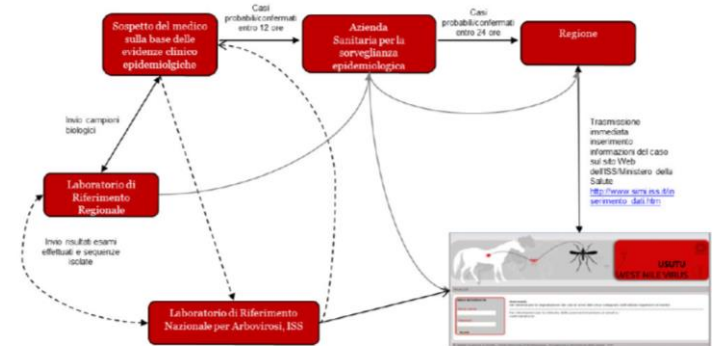 Sospetto del medico
sulla base delle
evidenze clinico
epidemiolgiche
Casi
probabili/confermati
entro 12 ore
Azienda
Sanitaria per la
sorveglianza
epidemiologica
Casi
probabili/confermati
entro 24 ore
Regione
Invio campioni
biologici
Trasmissione
immediata
inserimento
informazioni del caso
sul sito Web
dell'ISS/Ministero della
Salute
Laboratorio di
Riferimento
Regionale
Invio risultati esami
effettuati e sequenze
isolate
Laboratorio di Riferimento
Nazionale per Arbovirosi, ISS
USUTU
WEST NILE VIRUS